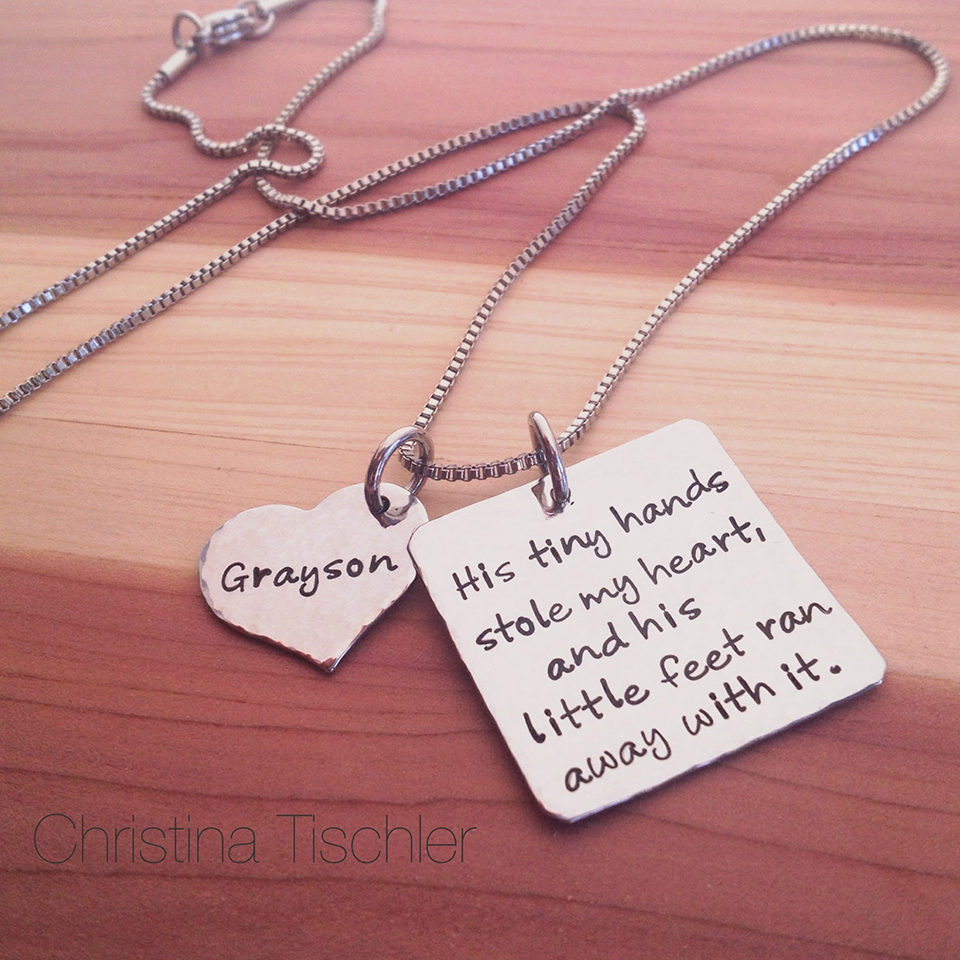 Grayson
His tiny hands
stole my heart,
and his
little feet ran
away with it.
Christina Tischler